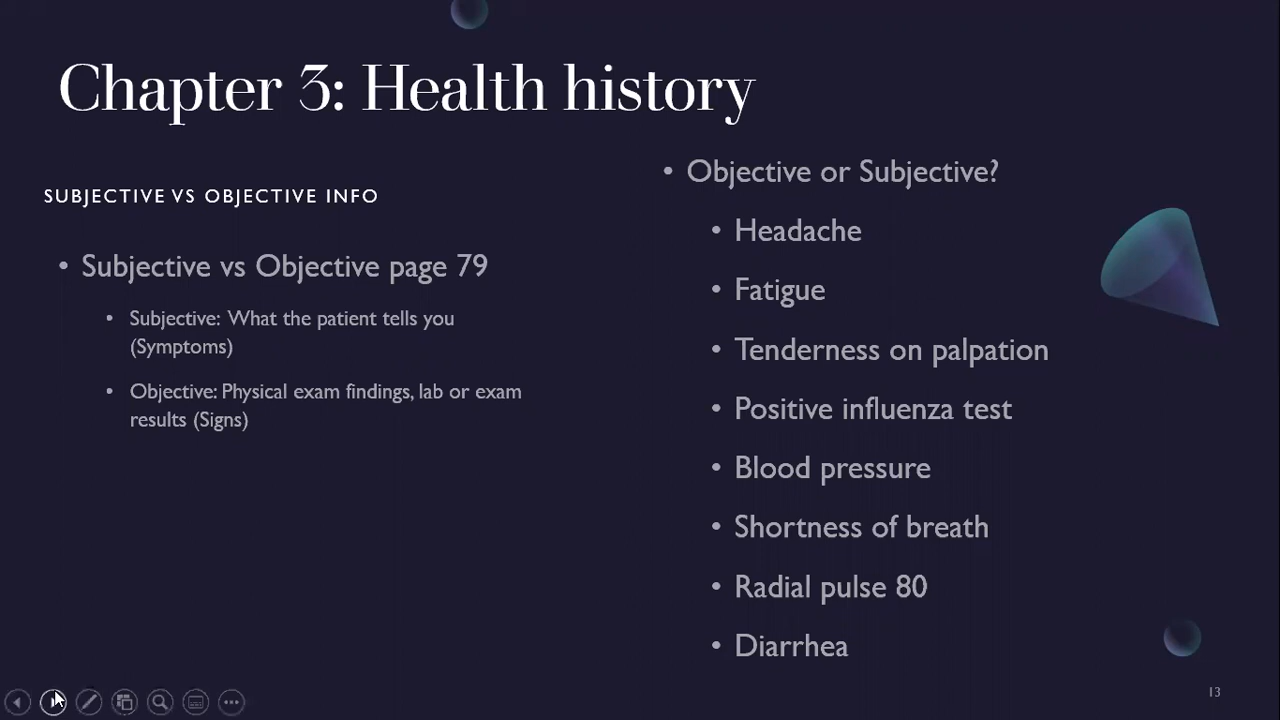 Chapter 3: Health history
SUBJECTIVE VS OBJECTIVE INFO
• Subjective vs Objective page 79
• Subjective: What the patient tells you
(Symptoms)
• Objective: Physical exam findings, lab or exam
results (Signs)
• Objective or Subjective?
• Headache
• Fatigue
• Tenderness on palpation
• Positive influenza test
• Blood pressure
• Shortness of breath
• Radial pulse 80
• Diarrhea
13